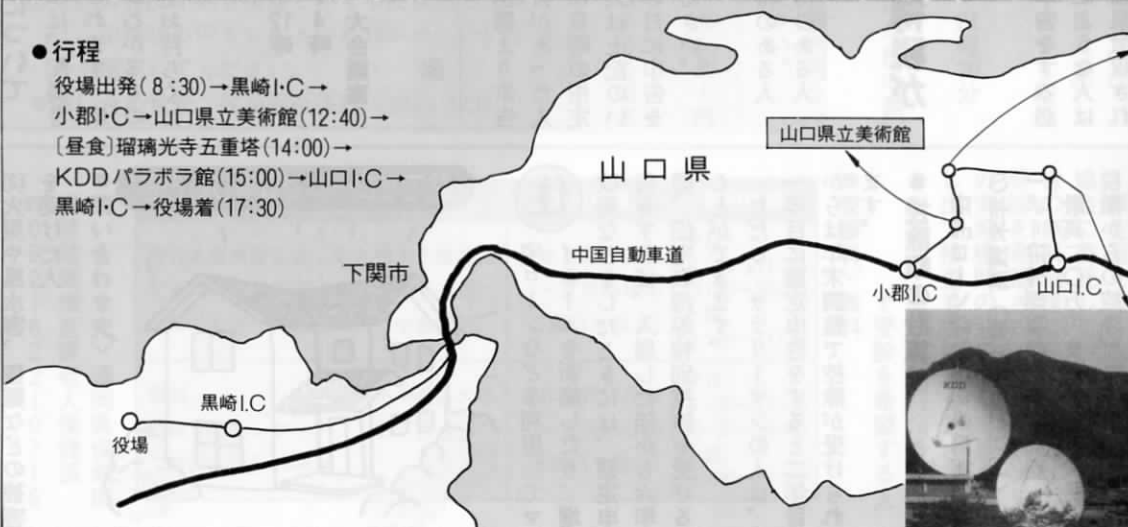 ●行程
役場出発(8:30)→黒崎I・C→
小郡I・C→山口県立美術館(12:40)→
〔昼食〕瑠璃光寺五重塔(14:00)→
KDDパラボラ館(15:00)→山口I・C→
黒崎I・C→役場着(17:30)
山口県立美術館
山口県
中国自動車道
下関市
小郡I.C
山口I.C
黒崎I.C
役場
KDD